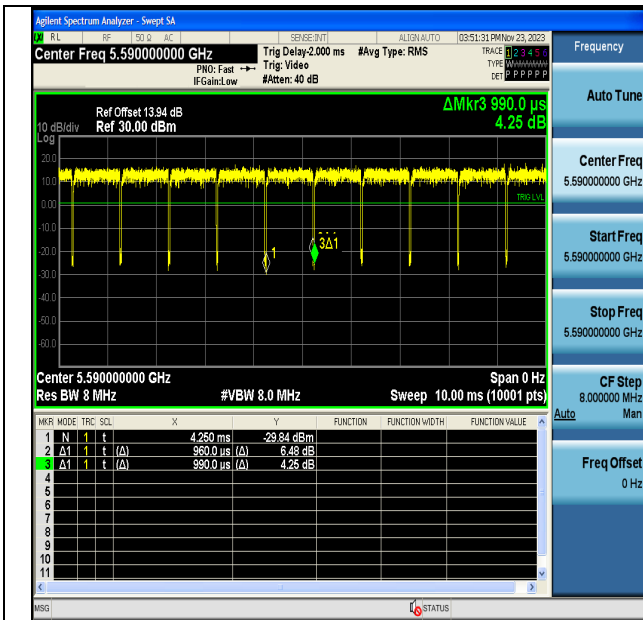 Agilent Spectrum Analyzer - Swept SA
RL RF 50 Ω AC SENSE:INT ALIGN AUTO 03:51:31 PM Nov 23, 2023
Center Freq 5.590000000 GHz
PNO: Fast
IFGain:Low
Trig Delay-2.000 ms
Trig: Video
#Atten: 40 dB
#Avg Type: RMS
TRACE 1 2 3 4 5 6
TYPE WWWWWW
DET P P P P P P
ΔMkr3 990.0 µs
4.25 dB
Ref Offset 13.94 dB
10 dB/div Ref 30.00 dBm
Log
20.0
10.0
TRIG LVL
0.00
-10.0
3Δ1
1
-20.0
-30.0
-40.0
-50.0
-60.0
Center 5.590000000 GHz Span 0 Hz
Res BW 8 MHz #VBW 8.0 MHz Sweep 10.00 ms (10001 pts)
MKR MODE TRC SCL X Y FUNCTION FUNCTION WIDTH FUNCTION VALUE
1 N 1 t 4.250 ms -29.84 dBm
2 Δ1 1 t (Δ) 960.0 µs (Δ) 6.48 dB
3 Δ1 1 t (Δ) 990.0 µs (Δ) 4.25 dB
4
5
6
7
8
9
10
11
MSG STATUS
Frequency
Auto Tune
Center Freq
5.590000000 GHz
Start Freq
5.590000000 GHz
Stop Freq
5.590000000 GHz
CF Step
8.000000 MHz
Auto Man
Freq Offset
0 Hz